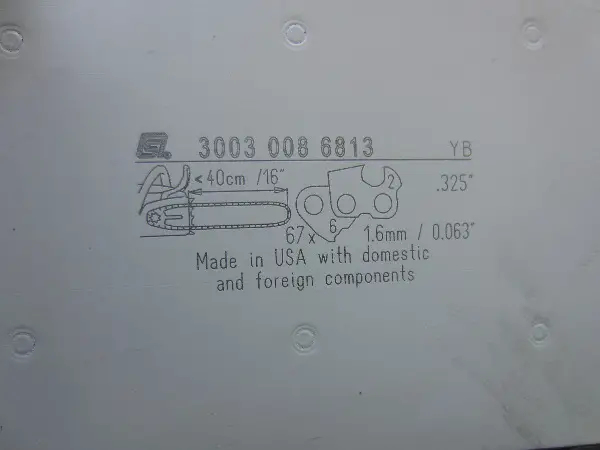 3003 008 6813 YB
< 40cm /16"
2
.325"
6
67x 1.6mm / 0.063"
Made in USA with domestic
and foreign components